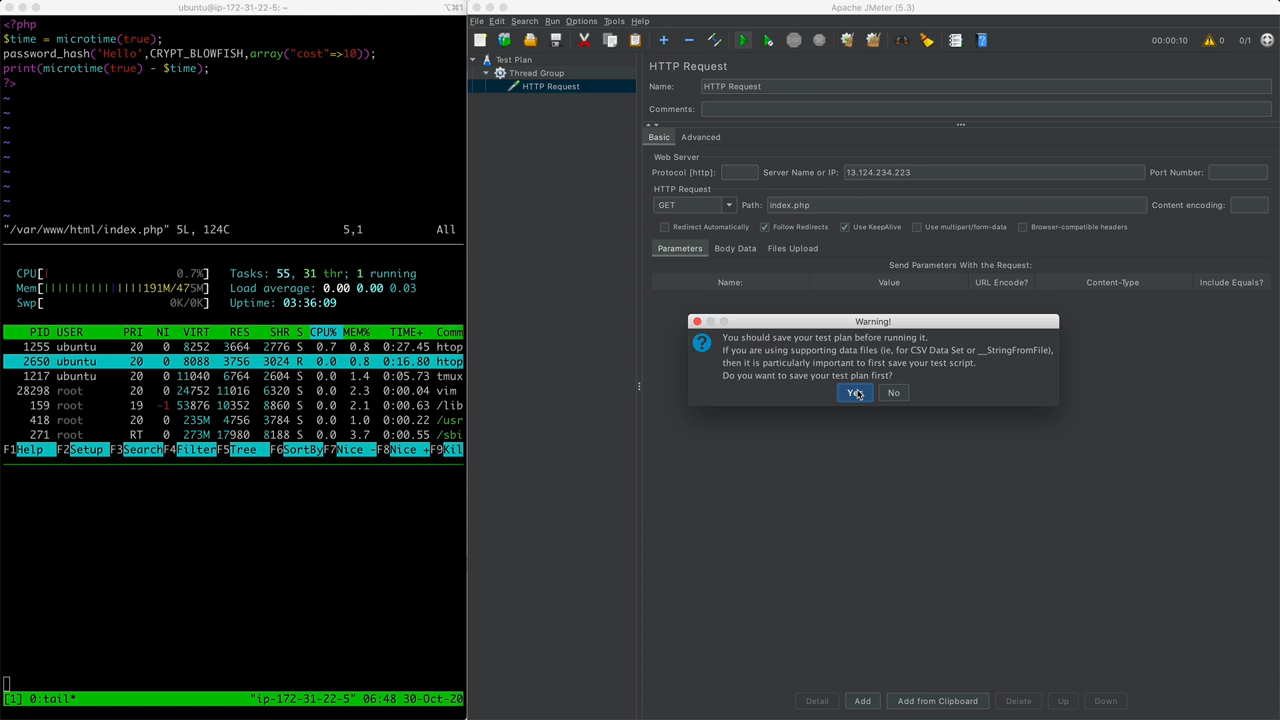 ubuntu@ip-172-31-22-5: ~
⌥⌘1
<?php
$time = microtime(true);
password_hash('Hello',CRYPT_BLOWFISH,array("cost"=>10));
print(microtime(true) - $time);
?>
~
~
~
~
~
~
~
~
~
"/var/www/html/index.php" 5L, 124C 5,1 All
CPU[| 0.7%] Tasks: 55, 31 thr; 1 running
Mem[||||||||||||||||191M/475M] Load average: 0.00 0.00 0.03
Swp[ 0K/0K] Uptime: 03:36:09
PID USER PRI NI VIRT RES SHR S CPU% MEM% TIME+ Comm
1255 ubuntu 20 0 8252 3664 2776 S 0.7 0.8 0:27.45 htop
2650 ubuntu 20 0 8088 3756 3024 R 0.0 0.8 0:16.80 htop
1217 ubuntu 20 0 11040 6764 2604 S 0.0 1.4 0:05.73 tmux
28298 root 20 0 24752 11016 6320 S 0.0 2.3 0:00.04 vim
159 root 19 -1 53876 10352 8860 S 0.0 2.1 0:00.63 /lib
418 root 20 0 235M 4756 3784 S 0.0 1.0 0:00.22 /usr
271 root RT 0 273M 17980 8188 S 0.0 3.7 0:00.55 /sbi
F1Help F2Setup F3SearchF4FilterF5Tree F6SortByF7Nice -F8Nice +F9Kil
[1] 0:tail* "ip-172-31-22-5" 06:48 30-Oct-20
Apache JMeter (5.3)
File Edit Search Run Options Tools Help
00:00:10 0 0/1
Test Plan
Thread Group
HTTP Request
HTTP Request
Name: HTTP Request
Comments:
Basic Advanced
Web Server
Protocol [http]: Server Name or IP: 13.124.234.223 Port Number:
HTTP Request
GET Path: index.php Content encoding:
Redirect Automatically Follow Redirects Use KeepAlive Use multipart/form-data Browser-compatible headers
Parameters Body Data Files Upload
Send Parameters With the Request:
Name: Value URL Encode? Content-Type Include Equals?
Warning!
You should save your test plan before running it.
If you are using supporting data files (ie, for CSV Data Set or __StringFromFile),
then it is particularly important to first save your test script.
Do you want to save your test plan first?
Yes No
Detail Add Add from Clipboard Delete Up Down